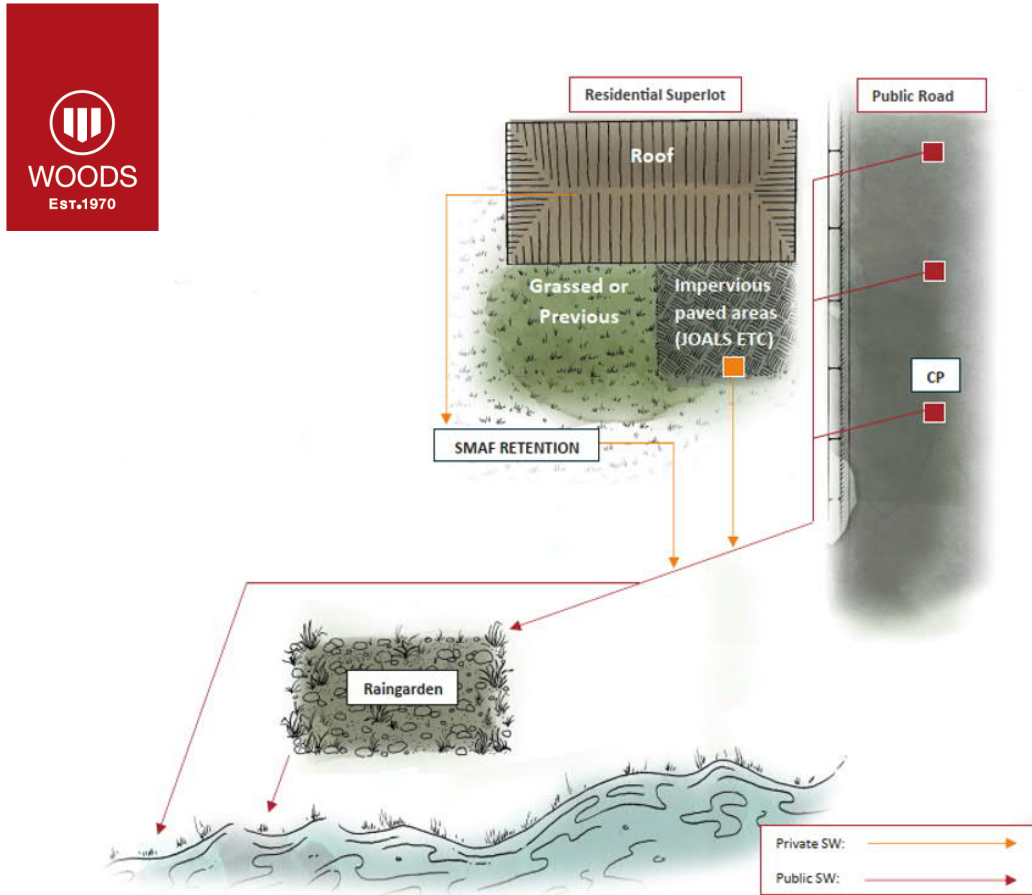 WOODS
EST.1970
Residential Superlot
Public Road
Roof
Grassed or
Previous
Impervious
paved areas
(JOALS ETC)
CP
SMAF RETENTION
Raingarden
Private SW:
Public SW: